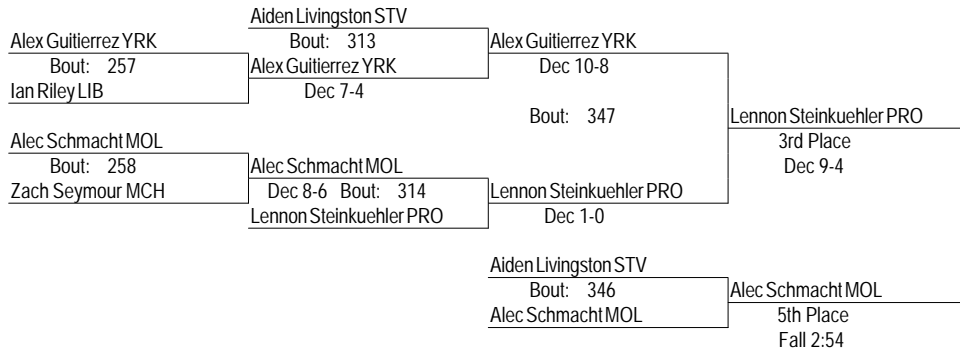 Aiden Livingston STV
Alex Guitierrez YRK
Bout: 313
Alex Guitierrez YRK
Bout: 257
Alex Guitierrez YRK
Dec 10-8
Ian Riley LIB
Dec 7-4
Bout: 347
Lennon Steinkuehler PRO
Alec Schmacht MOL
3rd Place
Bout: 258
Alec Schmacht MOL
Dec 9-4
Zach Seymour MCH
Dec 8-6 Bout: 314
Lennon Steinkuehler PRO
Lennon Steinkuehler PRO
Dec 1-0
Aiden Livingston STV
Bout: 346
Alec Schmacht MOL
Alec Schmacht MOL
5th Place
Fall 2:54